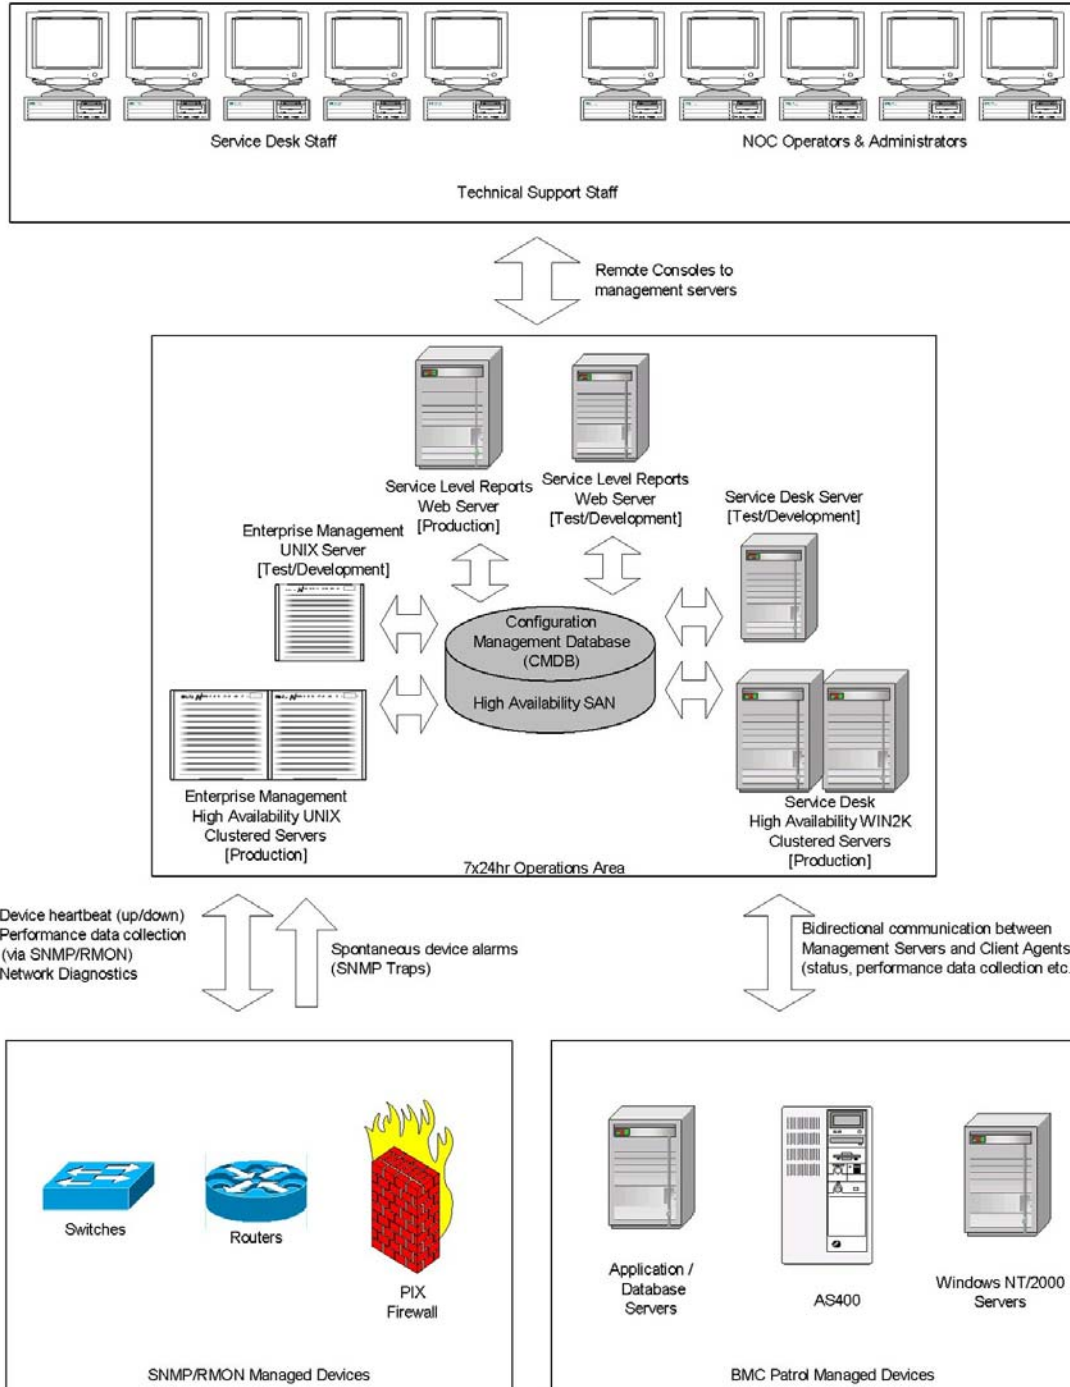 Service Desk Staff
NOC Operators & Administrators
Technical Support Staff
Remote Consoles to
management servers
Service Level Reports
Web Server
[Production]
Service Level Reports
Web Server
[Test/Development]
Service Desk Server
[Test/Development]
Enterprise Management
UNIX Server
[Test/Development]
Configuration
Management Database
(CMDB)
High Availability SAN
Enterprise Management
High Availability UNIX
Clustered Servers
[Production]
Service Desk
High Availability WIN2K
Clustered Servers
[Production]
7x24hr Operations Area
Device heartbeat (up/down)
Performance data collection
(via SNMP/RMON)
Network Diagnostics
Spontaneous device alarms
(SNMP Traps)
Bidirectional communication between
Management Servers and Client Agents
(status, performance data collection etc.
Switches
Routers
PIX
Firewall
SNMP/RMON Managed Devices
Application /
Database
Servers
AS400
Windows NT/2000
Servers
BMC Patrol Managed Devices